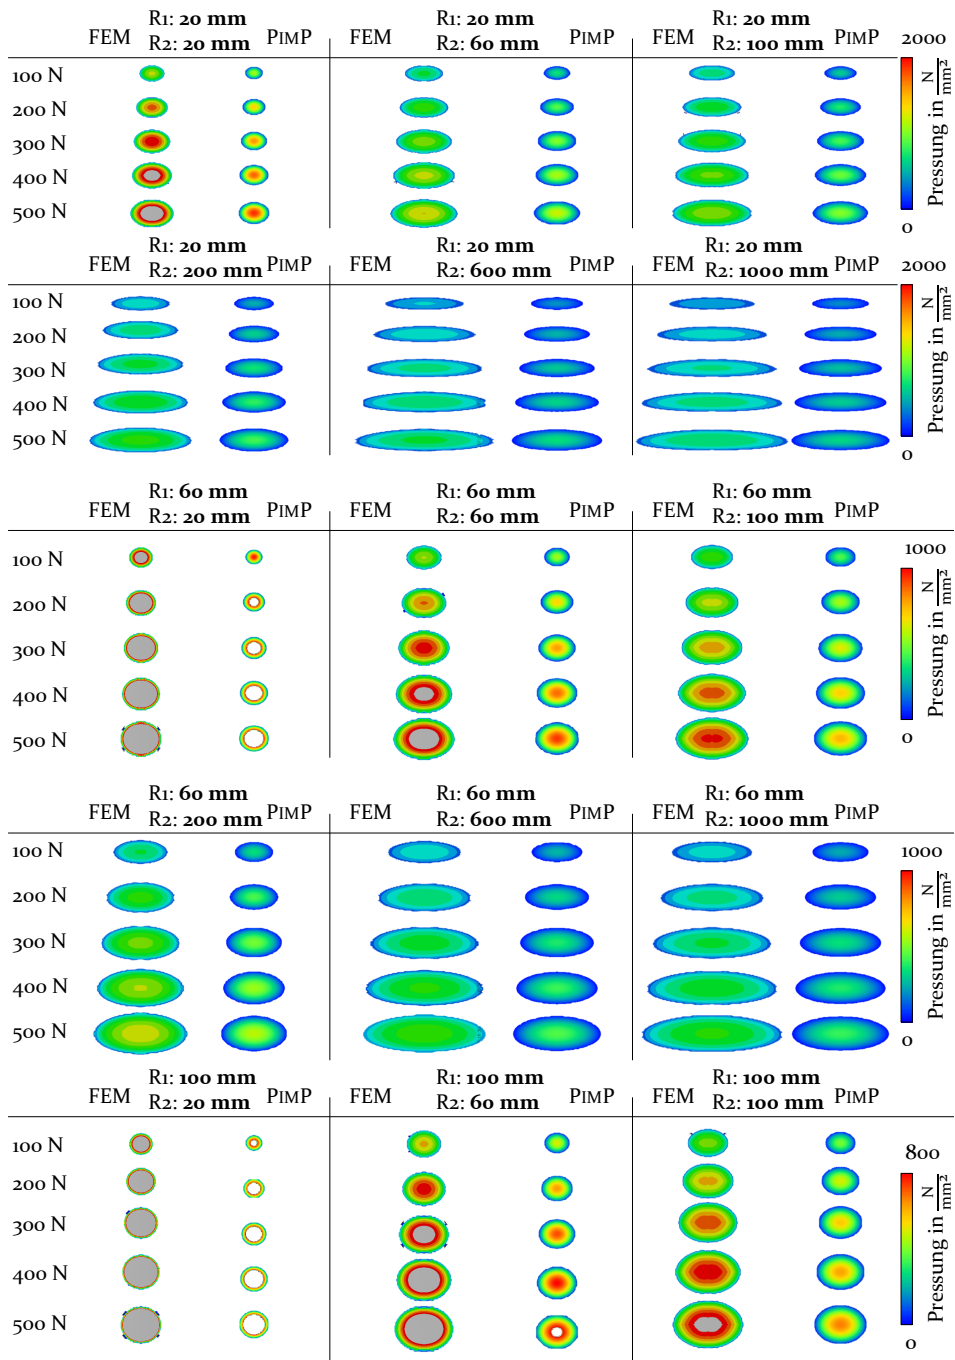 R1: 20 mm R1: 20 mm R1: 20 mm
FEM R2: 20 mm PIMP FEM R2: 60 mm PIMP FEM R2: 100 mm PIMP 2000
100 N
200 N
300 N
400 N
500 N
Pressung in N/mm²
0
R1: 20 mm R1: 20 mm R1: 20 mm
FEM R2: 200 mm PIMP FEM R2: 600 mm PIMP FEM R2: 1000 mm PIMP 2000
100 N
200 N
300 N
400 N
500 N
Pressung in N/mm²
0
R1: 60 mm R1: 60 mm R1: 60 mm
FEM R2: 20 mm PIMP FEM R2: 60 mm PIMP FEM R2: 100 mm PIMP
1000
100 N
200 N
300 N
400 N
500 N
Pressung in N/mm²
0
R1: 60 mm R1: 60 mm R1: 60 mm
FEM R2: 200 mm PIMP FEM R2: 600 mm PIMP FEM R2: 1000 mm PIMP
1000
100 N
200 N
300 N
400 N
500 N
Pressung in N/mm²
0
R1: 100 mm R1: 100 mm R1: 100 mm
FEM R2: 20 mm PIMP FEM R2: 60 mm PIMP FEM R2: 100 mm PIMP
800
100 N
200 N
300 N
400 N
500 N
Pressung in N/mm²
0